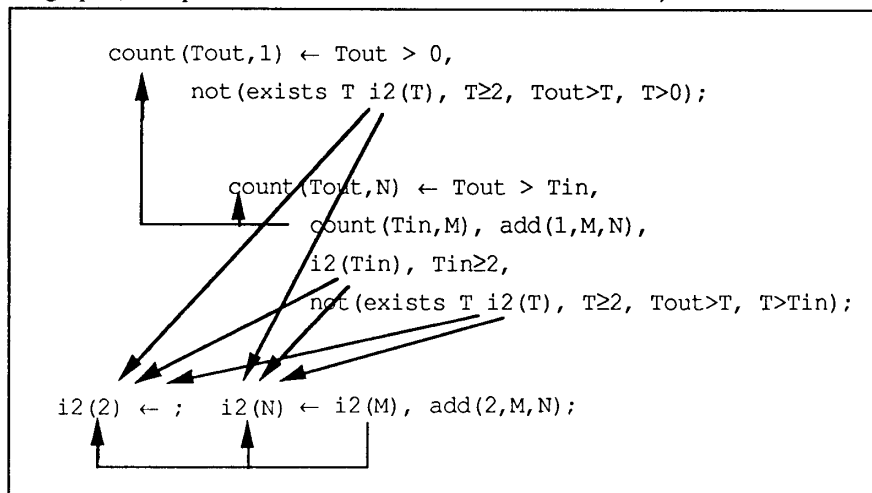 count(Tout,1) ← Tout > 0,
not(exists T i2(T), T≥2, Tout>T, T>0);
count(Tout,N) ← Tout > Tin,
count(Tin,M), add(1,M,N),
i2(Tin), Tin≥2,
not(exists T i2(T), T≥2, Tout>T, T>Tin);
i2(2) ← ; i2(N) ← i2(M), add(2,M,N);